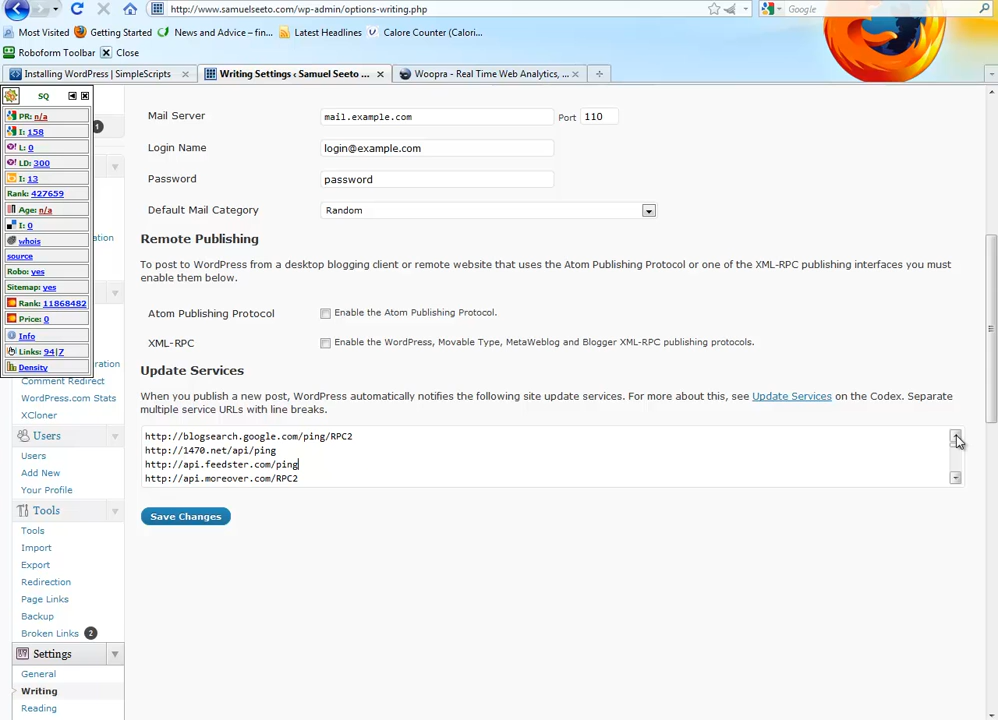 http://www.samuelseeto.com/wp-admin/options-writing.php
Google
Most Visited Getting Started News and Advice – fin... Latest Headlines Calore Counter (Calori...
Roboform Toolbar Close
Installing WordPress | SimpleScripts
Writing Settings ‹ Samuel Seeto ...
Woopra - Real Time Web Analytics, ...
SQ
PR: n/a
I: 158
L: 0
LD: 300
I: 13
Rank: 427659
Age: n/a
I: 0
whois
source
Robo: yes
Sitemap: yes
Rank: 11868482
Price: 0
Info
Links: 94|7
Density
1
ation
ration
Comment Redirect
WordPress.com Stats
XCloner
Users
Users
Add New
Your Profile
Tools
Tools
Import
Export
Redirection
Page Links
Backup
Broken Links 2
Settings
General
Writing
Reading
Mail Server mail.example.com Port 110
Login Name login@example.com
Password password
Default Mail Category Random
Remote Publishing
To post to WordPress from a desktop blogging client or remote website that uses the Atom Publishing Protocol or one of the XML-RPC publishing interfaces you must
enable them below.
Atom Publishing Protocol Enable the Atom Publishing Protocol.
XML-RPC Enable the WordPress, Movable Type, MetaWeblog and Blogger XML-RPC publishing protocols.
Update Services
When you publish a new post, WordPress automatically notifies the following site update services. For more about this, see Update Services on the Codex. Separate
multiple service URLs with line breaks.
http://blogsearch.google.com/ping/RPC2
http://1470.net/api/ping
http://api.feedster.com/ping
http://api.moreover.com/RPC2
Save Changes